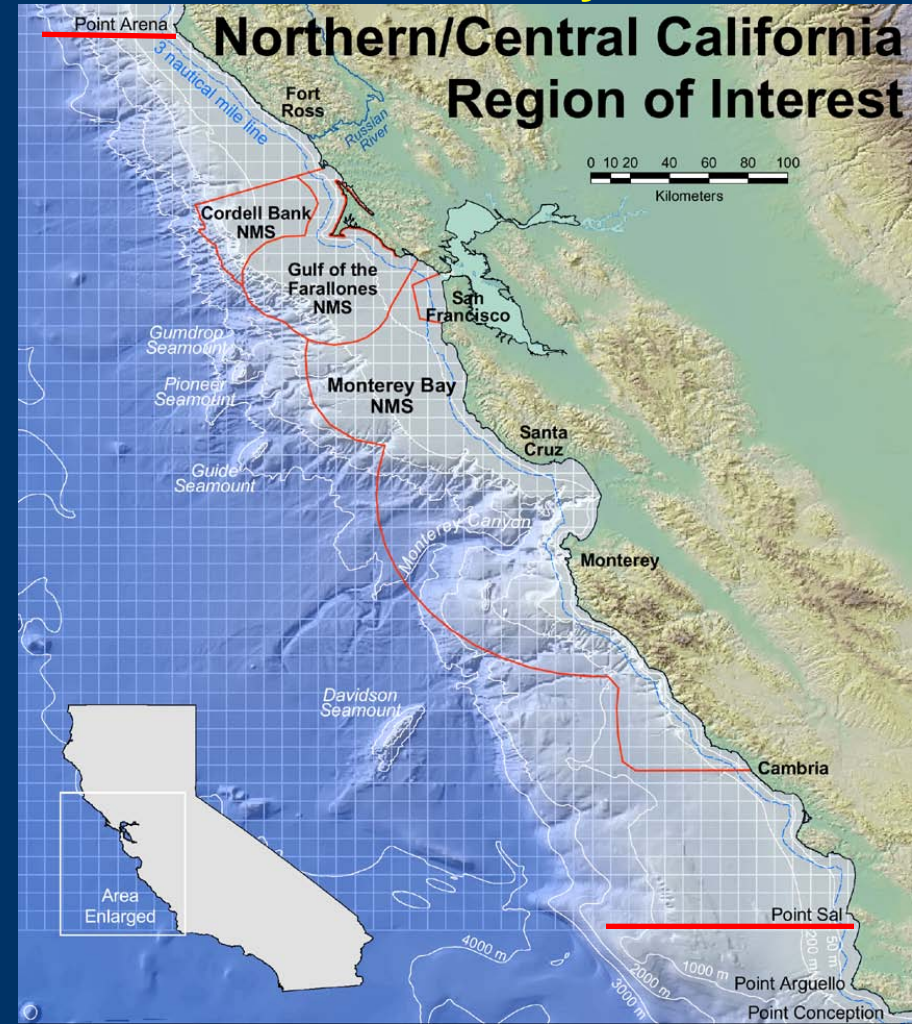 Point Arena
Northern/Central California
Region of Interest
3 nautical mile line
Fort
Ross
Russian
River
0 10 20 40 60 80 100
Kilometers
Cordell Bank
NMS
Gulf of the
Farallones
NMS
San
Francisco
Gumdrop
Seamount
Pioneer
Seamount
Monterey Bay
NMS
Santa
Cruz
Guide
Seamount
Monterey Canyon
Monterey
Davidson
Seamount
Cambria
Area
Enlarged
Point Sal
200 m
50 m
4000 m
1000 m
2000 m
3000 m
Point Arguello
Point Conception